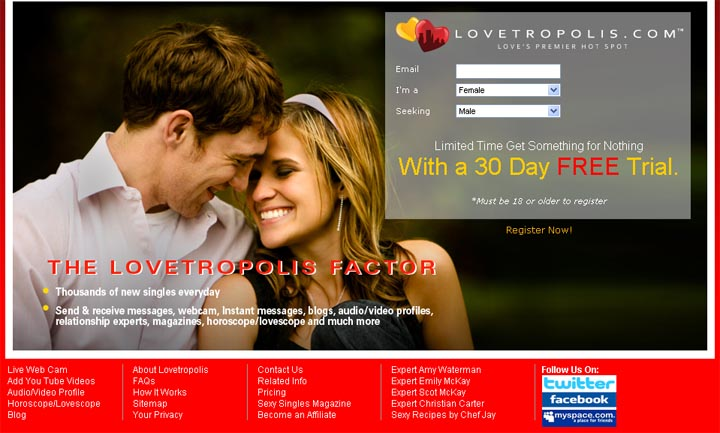 LOVETROPOLIS.COM™
LOVE'S PREMIER HOT SPOT
Email
I'm a
Female
Seeking
Male
Limited Time Get Something for Nothing
With a 30 Day FREE Trial.
*Must be 18 or older to register
Register Now!
THE LOVETROPOLIS FACTOR
Thousands of new singles everyday
Send & receive messages, webcam, Instant messages, blogs, audio/video profiles,
relationship experts, magazines, horoscope/lovescope and much more
Live Web Cam
Add You Tube Videos
Audio/Video Profile
Horoscope/Lovescope
Blog
About Lovetropolis
FAQs
How It Works
Sitemap
Your Privacy
Contact Us
Related Info
Pricing
Sexy Singles Magazine
Become an Affiliate
Expert Amy Waterman
Expert Emily McKay
Expert Scot McKay
Expert Christian Carter
Sexy Recipes by Chef Jay
Follow Us On:
twitter
facebook
myspace.com
a place for friends